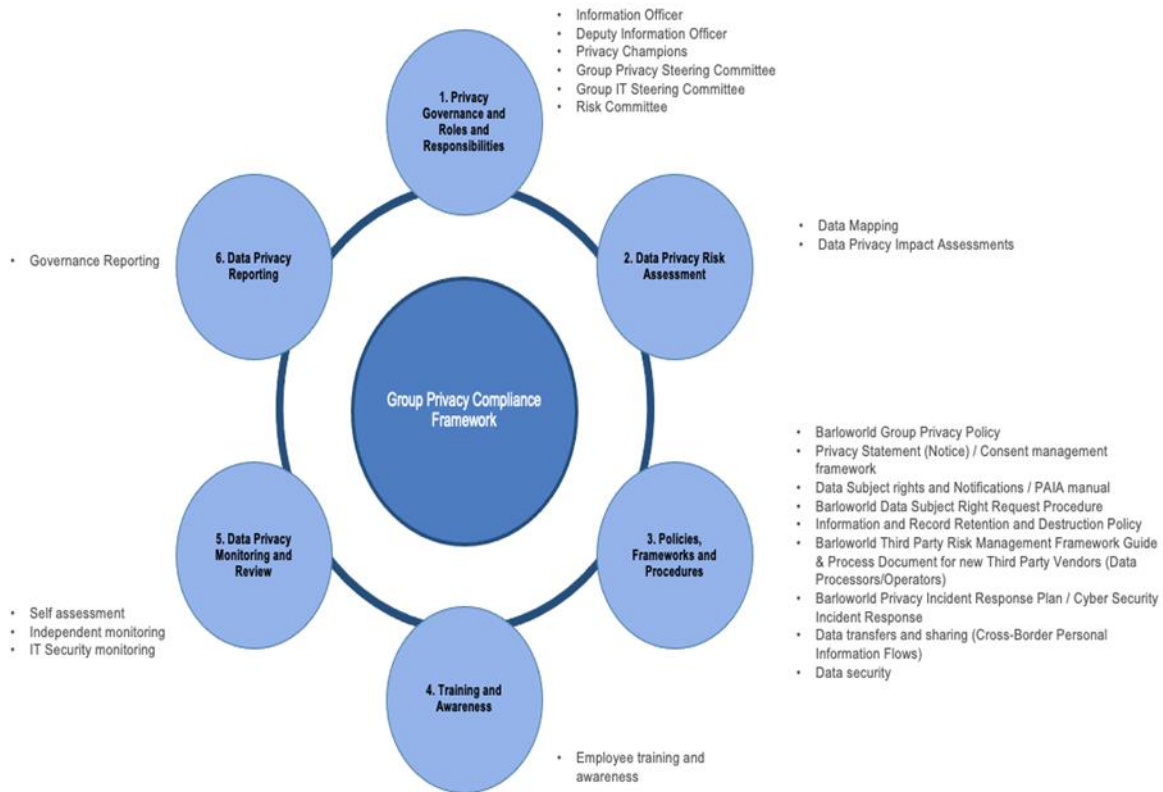 • Information Officer
• Deputy Information Officer
• Privacy Champions
• Group Privacy Steering Committee
• Group IT Steering Committee
• Risk Committee
1. Privacy
Governance and
Roles and
Responsibilities
• Data Mapping
• Data Privacy Impact Assessments
2. Data Privacy Risk
Assessment
• Barloworld Group Privacy Policy
• Privacy Statement (Notice) / Consent management
framework
• Data Subject rights and Notifications / PAIA manual
• Barloworld Data Subject Right Request Procedure
• Information and Record Retention and Destruction Policy
• Barloworld Third Party Risk Management Framework Guide
& Process Document for new Third Party Vendors (Data
Processors/Operators)
• Barloworld Privacy Incident Response Plan / Cyber Security
Incident Response
• Data transfers and sharing (Cross-Border Personal
Information Flows)
• Data security
3. Policies,
Frameworks and
Procedures
4. Training and
Awareness
• Employee training and
awareness
5. Data Privacy
Monitoring and
Review
• Self assessment
• Independent monitoring
• IT Security monitoring
6. Data Privacy
Reporting
• Governance Reporting
Group Privacy Compliance
Framework